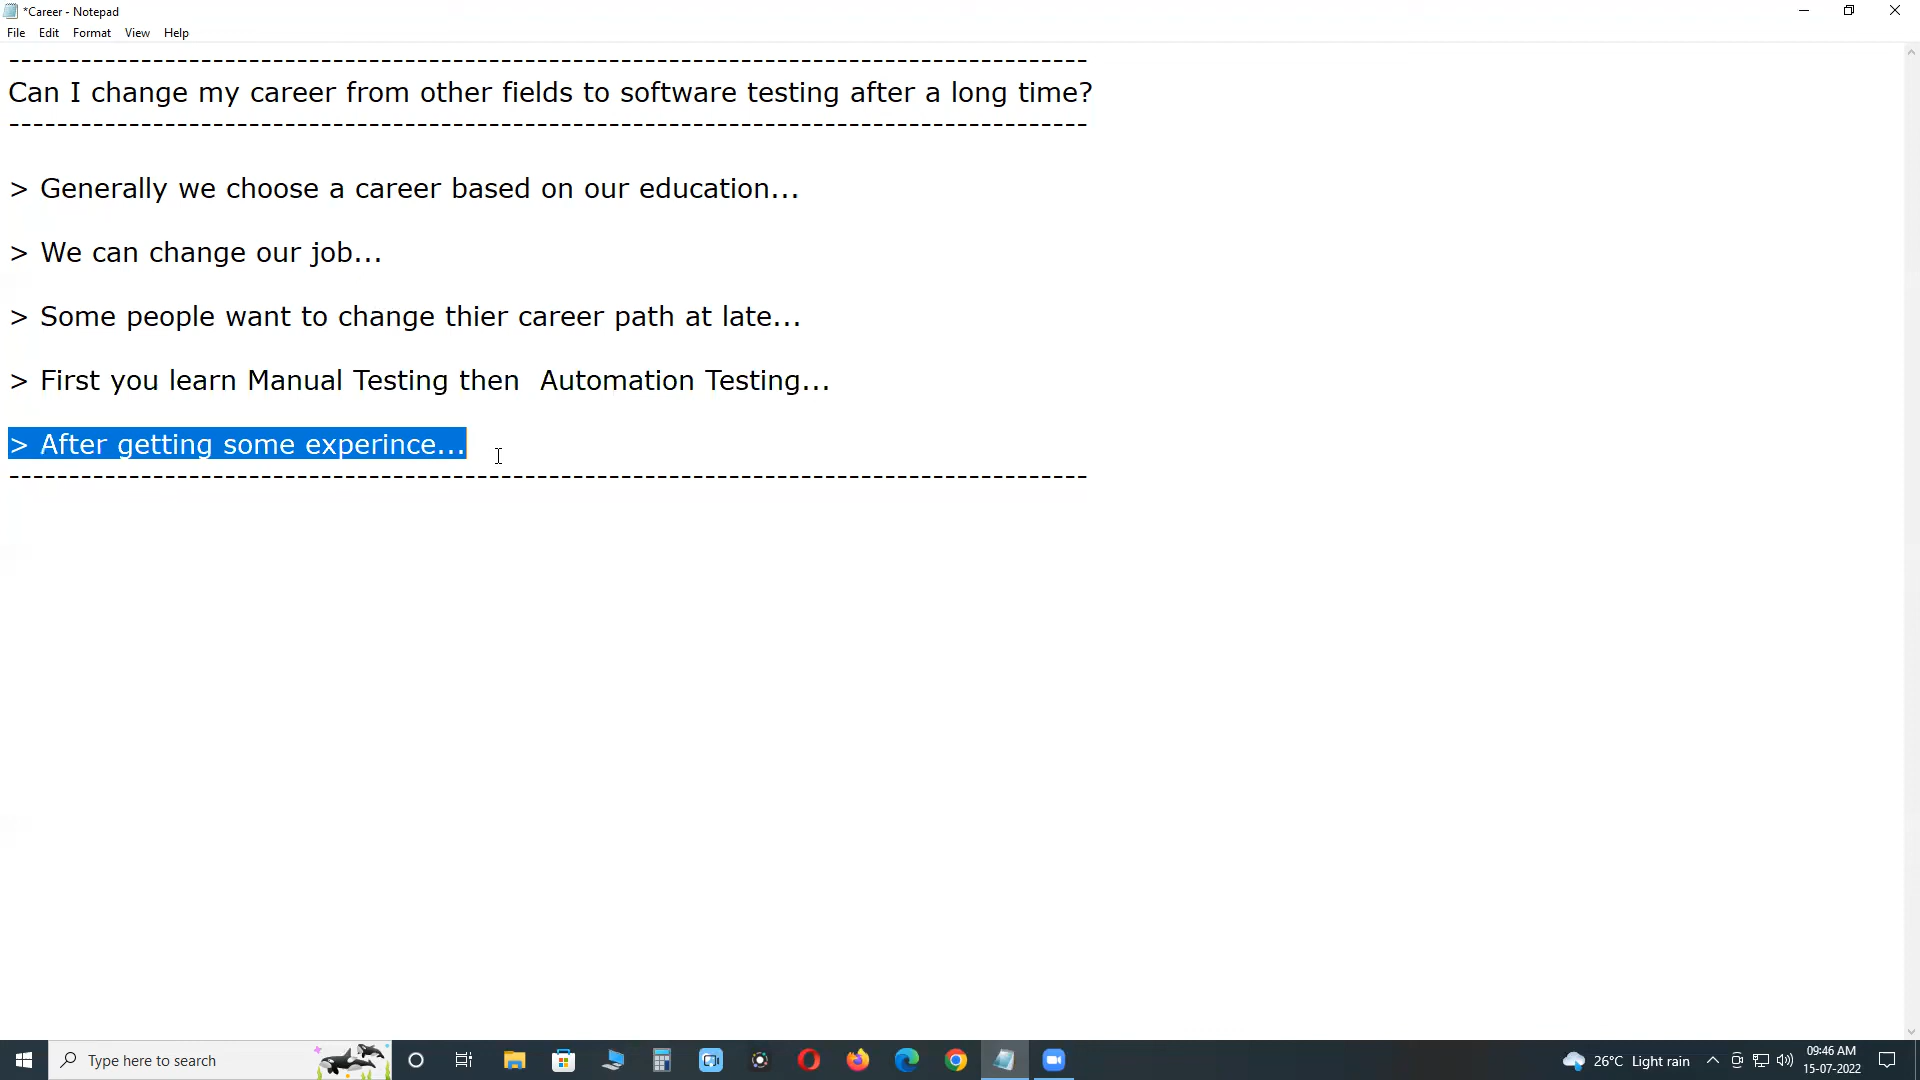 *Career - Notepad
File Edit Format View Help
------------------------------------------------------------------------------------------
Can I change my career from other fields to software testing after a long time?
------------------------------------------------------------------------------------------
> Generally we choose a career based on our education...
> We can change our job...
> Some people want to change thier career path at late...
> First you learn Manual Testing then  Automation Testing...
> After getting some experince...
------------------------------------------------------------------------------------------
Type here to search
26°C Light rain
09:46 AM
15-07-2022